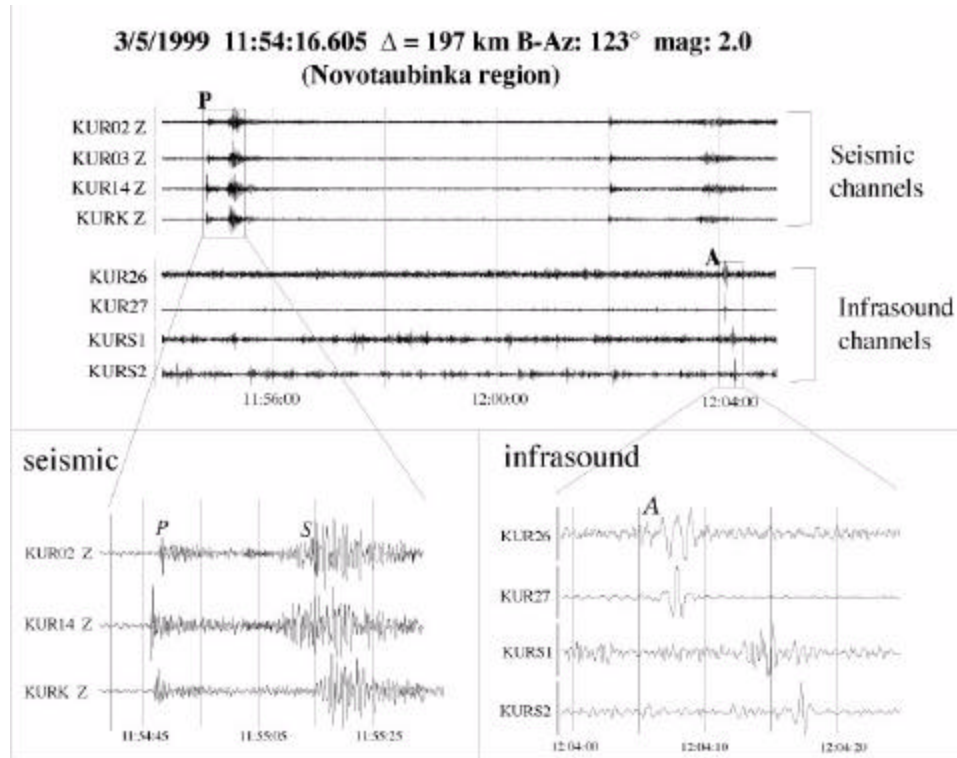 3/5/1999 11:54:16.605 Δ = 197 km B-Az: 123° mag: 2.0
(Novotaubinka region)
P
KUR02 Z
KUR03 Z
KUR14 Z
KURK Z
Seismic
channels
A
KUR26
KUR27
KURS1
KURS2
Infrasound
channels
11:56:00 12:00:00 12:04:00
seismic
P S
KUR02 Z
KUR14 Z
KURK Z
11:54:45 11:55:05 11:55:25
infrasound
A
KUR26
KUR27
KURS1
KURS2
12:04:00 12:04:10 12:04:20